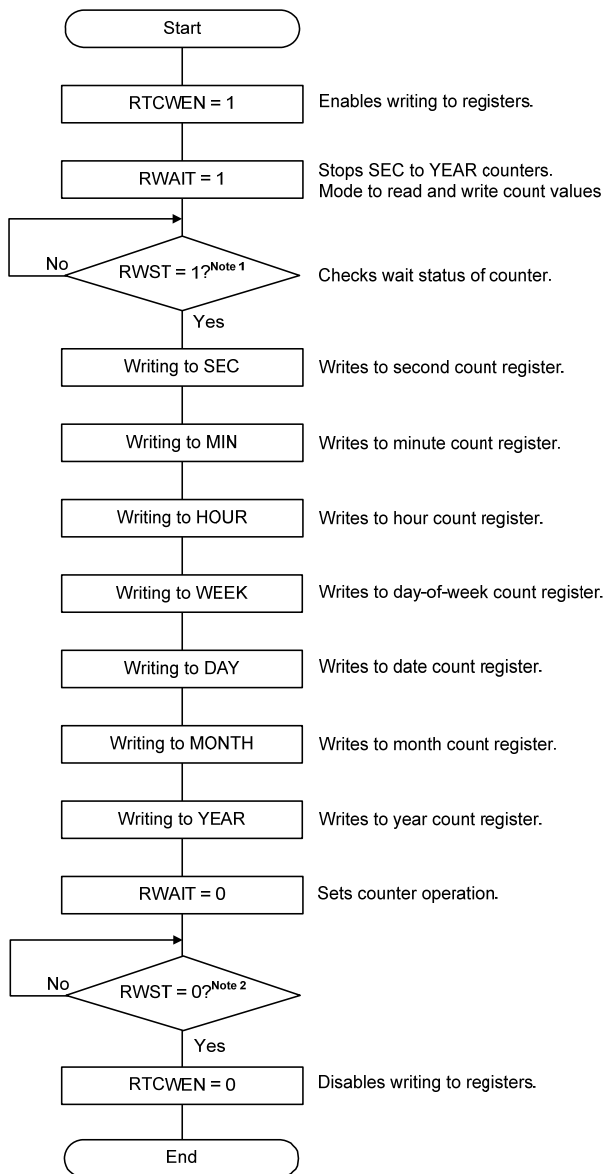 Start
RTCWEN = 1
Enables writing to registers.
RWAIT = 1
Stops SEC to YEAR counters.
Mode to read and write count values
No
RWST = 1?Note 1
Checks wait status of counter.
Yes
Writing to SEC
Writes to second count register.
Writing to MIN
Writes to minute count register.
Writing to HOUR
Writes to hour count register.
Writing to WEEK
Writes to day-of-week count register.
Writing to DAY
Writes to date count register.
Writing to MONTH
Writes to month count register.
Writing to YEAR
Writes to year count register.
RWAIT = 0
Sets counter operation.
No
RWST = 0?Note 2
Yes
RTCWEN = 0
Disables writing to registers.
End